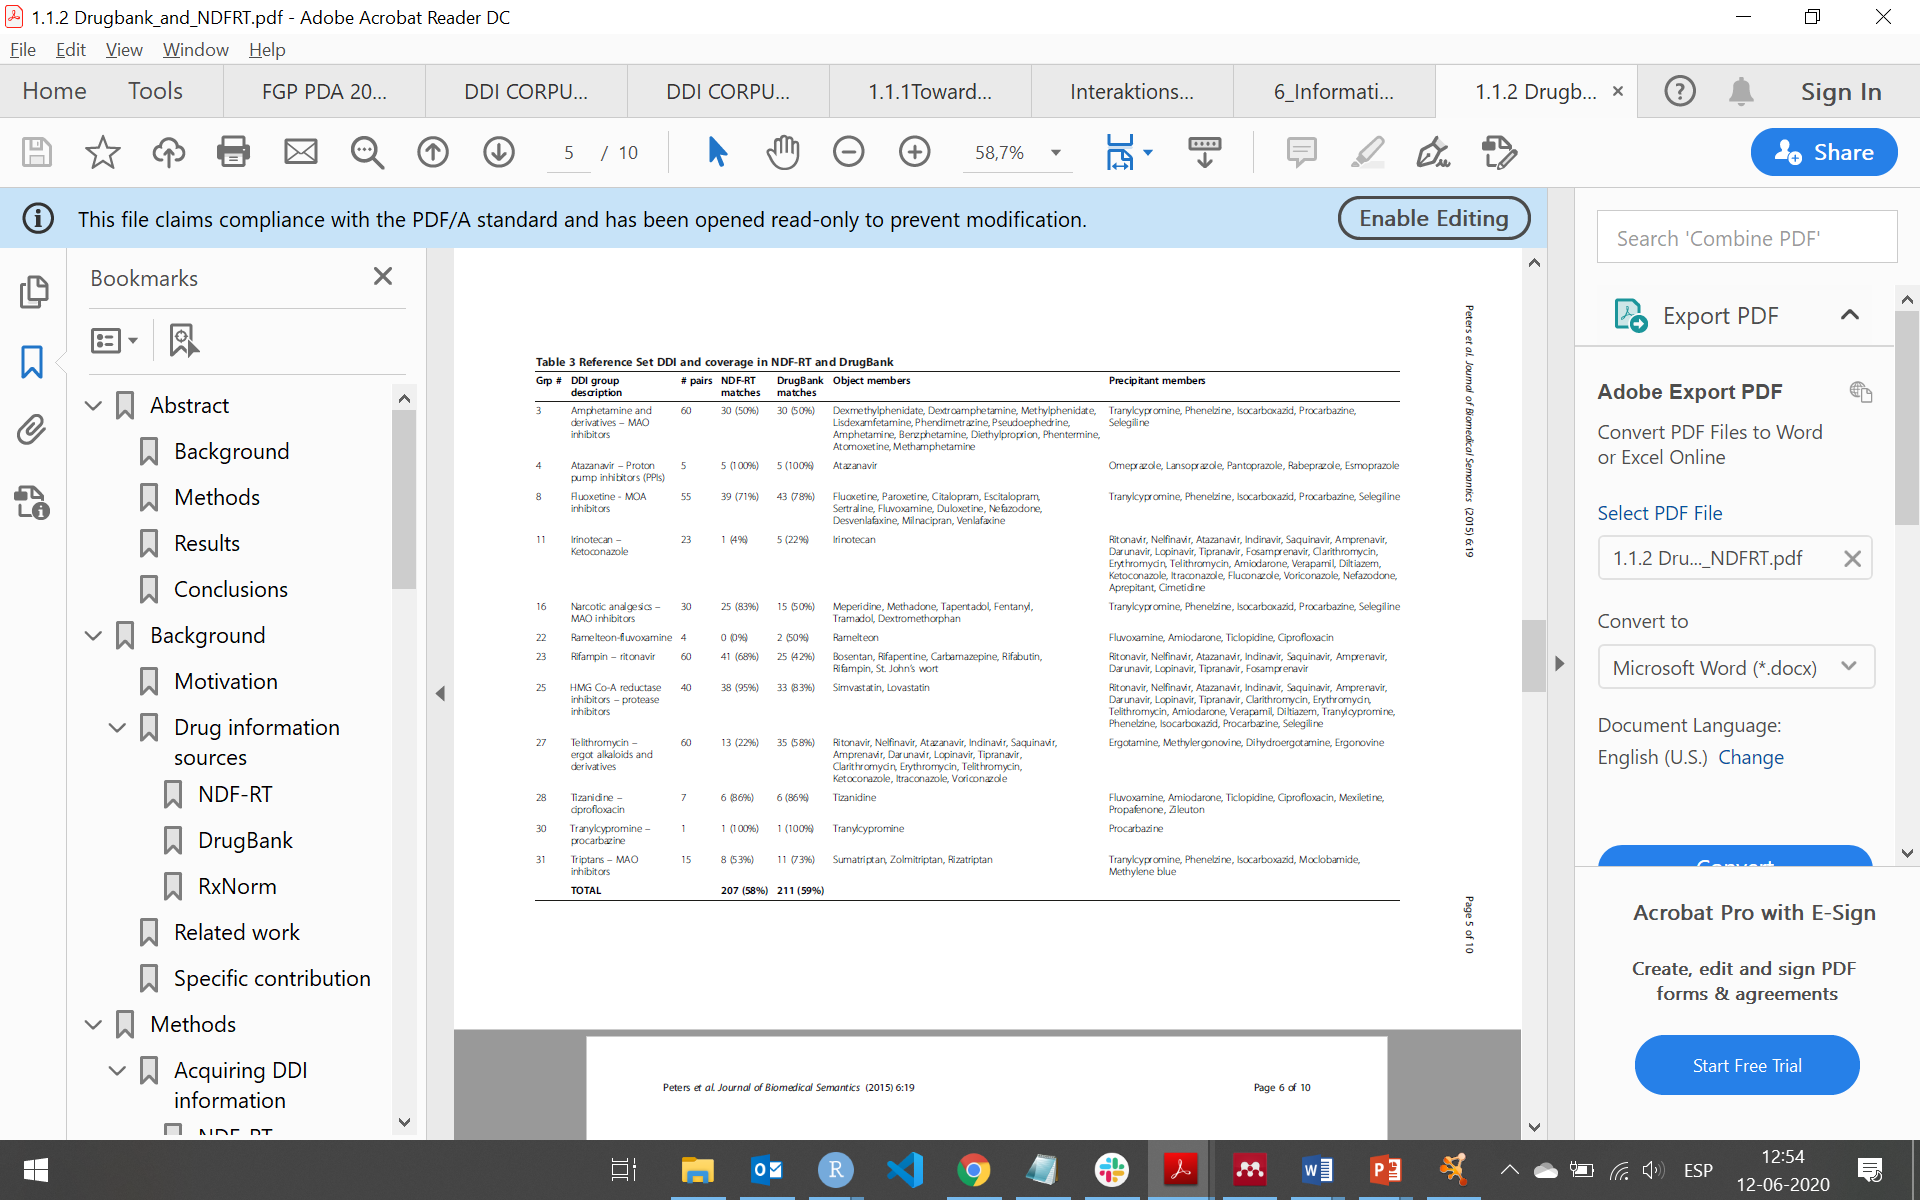 1.1.2 Drugbank_and_NDFRT.pdf - Adobe Acrobat Reader DC
File Edit View Window Help
Home Tools FGP PDA 20... DDI CORPU... DDI CORPU... 1.1.1Toward... Interaktions... 6_Informati... 1.1.2 Drugb... Sign In
5 / 10 58,7% Share
This file claims compliance with the PDF/A standard and has been opened read-only to prevent modification. Enable Editing
Bookmarks
Abstract
Background
Methods
Results
Conclusions
Background
Motivation
Drug information
sources
NDF-RT
DrugBank
RxNorm
Related work
Specific contribution
Methods
Acquiring DDI
information
NDF-RT
Table 3 Reference Set DDI and coverage in NDF-RT and DrugBank
Grp # DDI group # pairs NDF-RT DrugBank Object members Precipitant members
description matches matches
3 Amphetamine and 60 30 (50%) 30 (50%) Dexmethylphenidate, Dextroamphetamine, Methylphenidate, Tranylcypromine, Phenelzine, Isocarboxazid, Procarbazine,
derivatives – MAO Lisdexamfetamine, Phendimetrazine, Pseudoephedrine, Selegiline
inhibitors Amphetamine, Benzphetamine, Diethylproprion, Phentermine,
Atomoxetine, Methamphetamine
4 Atazanavir – Proton 5 5 (100%) 5 (100%) Atazanavir Omeprazole, Lansoprazole, Pantoprazole, Rabeprazole, Esmoprazole
pump inhibitors (PPIs)
8 Fluoxetine - MOA 55 39 (71%) 43 (78%) Fluoxetine, Paroxetine, Citalopram, Escitalopram, Tranylcypromine, Phenelzine, Isocarboxazid, Procarbazine, Selegiline
inhibitors Sertraline, Fluvoxamine, Duloxetine, Nefazodone,
Desvenlafaxine, Milnacipran, Venlafaxine
11 Irinotecan – 23 1 (4%) 5 (22%) Irinotecan Ritonavir, Nelfinavir, Atazanavir, Indinavir, Saquinavir, Amprenavir,
Ketoconazole Darunavir, Lopinavir, Tipranavir, Fosamprenavir, Clarithromycin,
Erythromycin, Telithromycin, Amiodarone, Verapamil, Diltiazem,
Ketoconazole, Itraconazole, Fluconazole, Voriconazole, Nefazodone,
Aprepitant, Cimetidine
16 Narcotic analgesics – 30 25 (83%) 15 (50%) Meperidine, Methadone, Tapentadol, Fentanyl, Tranylcypromine, Phenelzine, Isocarboxazid, Procarbazine, Selegiline
MAO inhibitors Tramadol, Dextromethorphan
22 Ramelteon-fluvoxamine 4 0 (0%) 2 (50%) Ramelteon Fluvoxamine, Amiodarone, Ticlopidine, Ciprofloxacin
23 Rifampin – ritonavir 60 41 (68%) 25 (42%) Bosentan, Rifapentine, Carbamazepine, Rifabutin, Ritonavir, Nelfinavir, Atazanavir, Indinavir, Saquinavir, Amprenavir,
Rifampin, St. John's wort Darunavir, Lopinavir, Tipranavir, Fosamprenavir
25 HMG Co-A reductase 40 38 (95%) 33 (83%) Simvastatin, Lovastatin Ritonavir, Nelfinavir, Atazanavir, Indinavir, Saquinavir, Amprenavir,
inhibitors – protease Darunavir, Lopinavir, Tipranavir, Clarithromycin, Erythromycin,
inhibitors Telithromycin, Amiodarone, Verapamil, Diltiazem, Tranylcypromine,
Phenelzine, Isocarboxazid, Procarbazine, Selegiline
27 Telithromycin – 60 13 (22%) 35 (58%) Ritonavir, Nelfinavir, Atazanavir, Indinavir, Saquinavir, Ergotamine, Methylergonovine, Dihydroergotamine, Ergonovine
ergot alkaloids and Amprenavir, Darunavir, Lopinavir, Tipranavir,
derivatives Clarithromycin, Erythromycin, Telithromycin,
Ketoconazole, Itraconazole, Voriconazole
28 Tizanidine – 7 6 (86%) 6 (86%) Tizanidine Fluvoxamine, Amiodarone, Ticlopidine, Ciprofloxacin, Mexiletine,
ciprofloxacin Propafenone, Zileuton
30 Tranylcypromine – 1 1 (100%) 1 (100%) Tranylcypromine Procarbazine
procarbazine
31 Triptans – MAO 15 8 (53%) 11 (73%) Sumatriptan, Zolmitriptan, Rizatriptan Tranylcypromine, Phenelzine, Isocarboxazid, Moclobamide,
inhibitors Methylene blue
TOTAL 207 (58%) 211 (59%)
Peters et al. Journal of Biomedical Semantics (2015) 6:19
Page 5 of 10
Peters et al. Journal of Biomedical Semantics (2015) 6:19 Page 6 of 10
Search 'Combine PDF'
Export PDF
Adobe Export PDF
Convert PDF Files to Word
or Excel Online
Select PDF File
1.1.2 Dru..._NDFRT.pdf
Convert to
Microsoft Word (*.docx)
Document Language:
English (U.S.) Change
Convert
Acrobat Pro with E-Sign
Create, edit and sign PDF
forms & agreements
Start Free Trial
ESP 12:54
12-06-2020